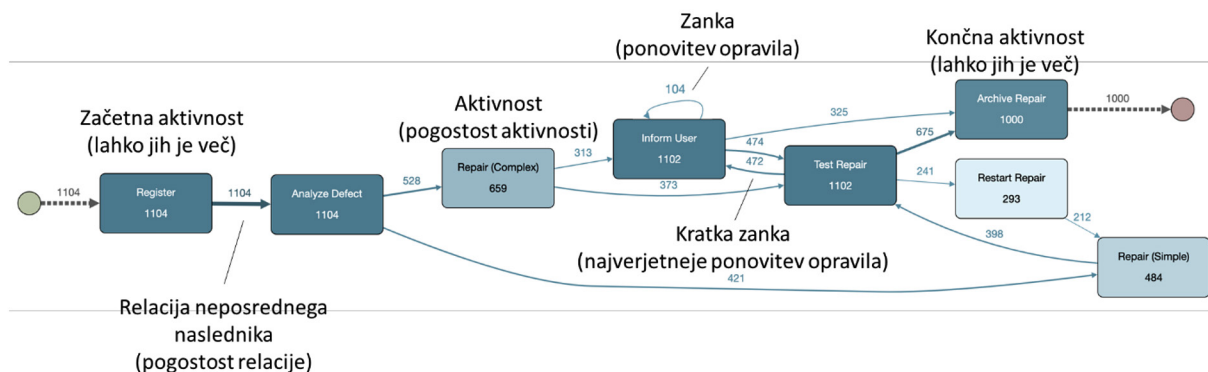 Zanka
(ponovitev opravila)
Končna aktivnost
(lahko jih je več)
Začetna aktivnost
(lahko jih je več)
Aktivnost
(pogostost aktivnosti)
104
325
Archive Repair
1000
1000
Inform User
1102
474
472
675
313
Repair (Complex)
659
Test Repair
1102
241
Restart Repair
293
1104
Register
1104
1104
Analyze Defect
1104
528
373
212
Kratka zanka
(najverjetneje ponovitev opravila)
398
Repair (Simple)
484
421
Relacija neposrednega
naslednika
(pogostost relacije)